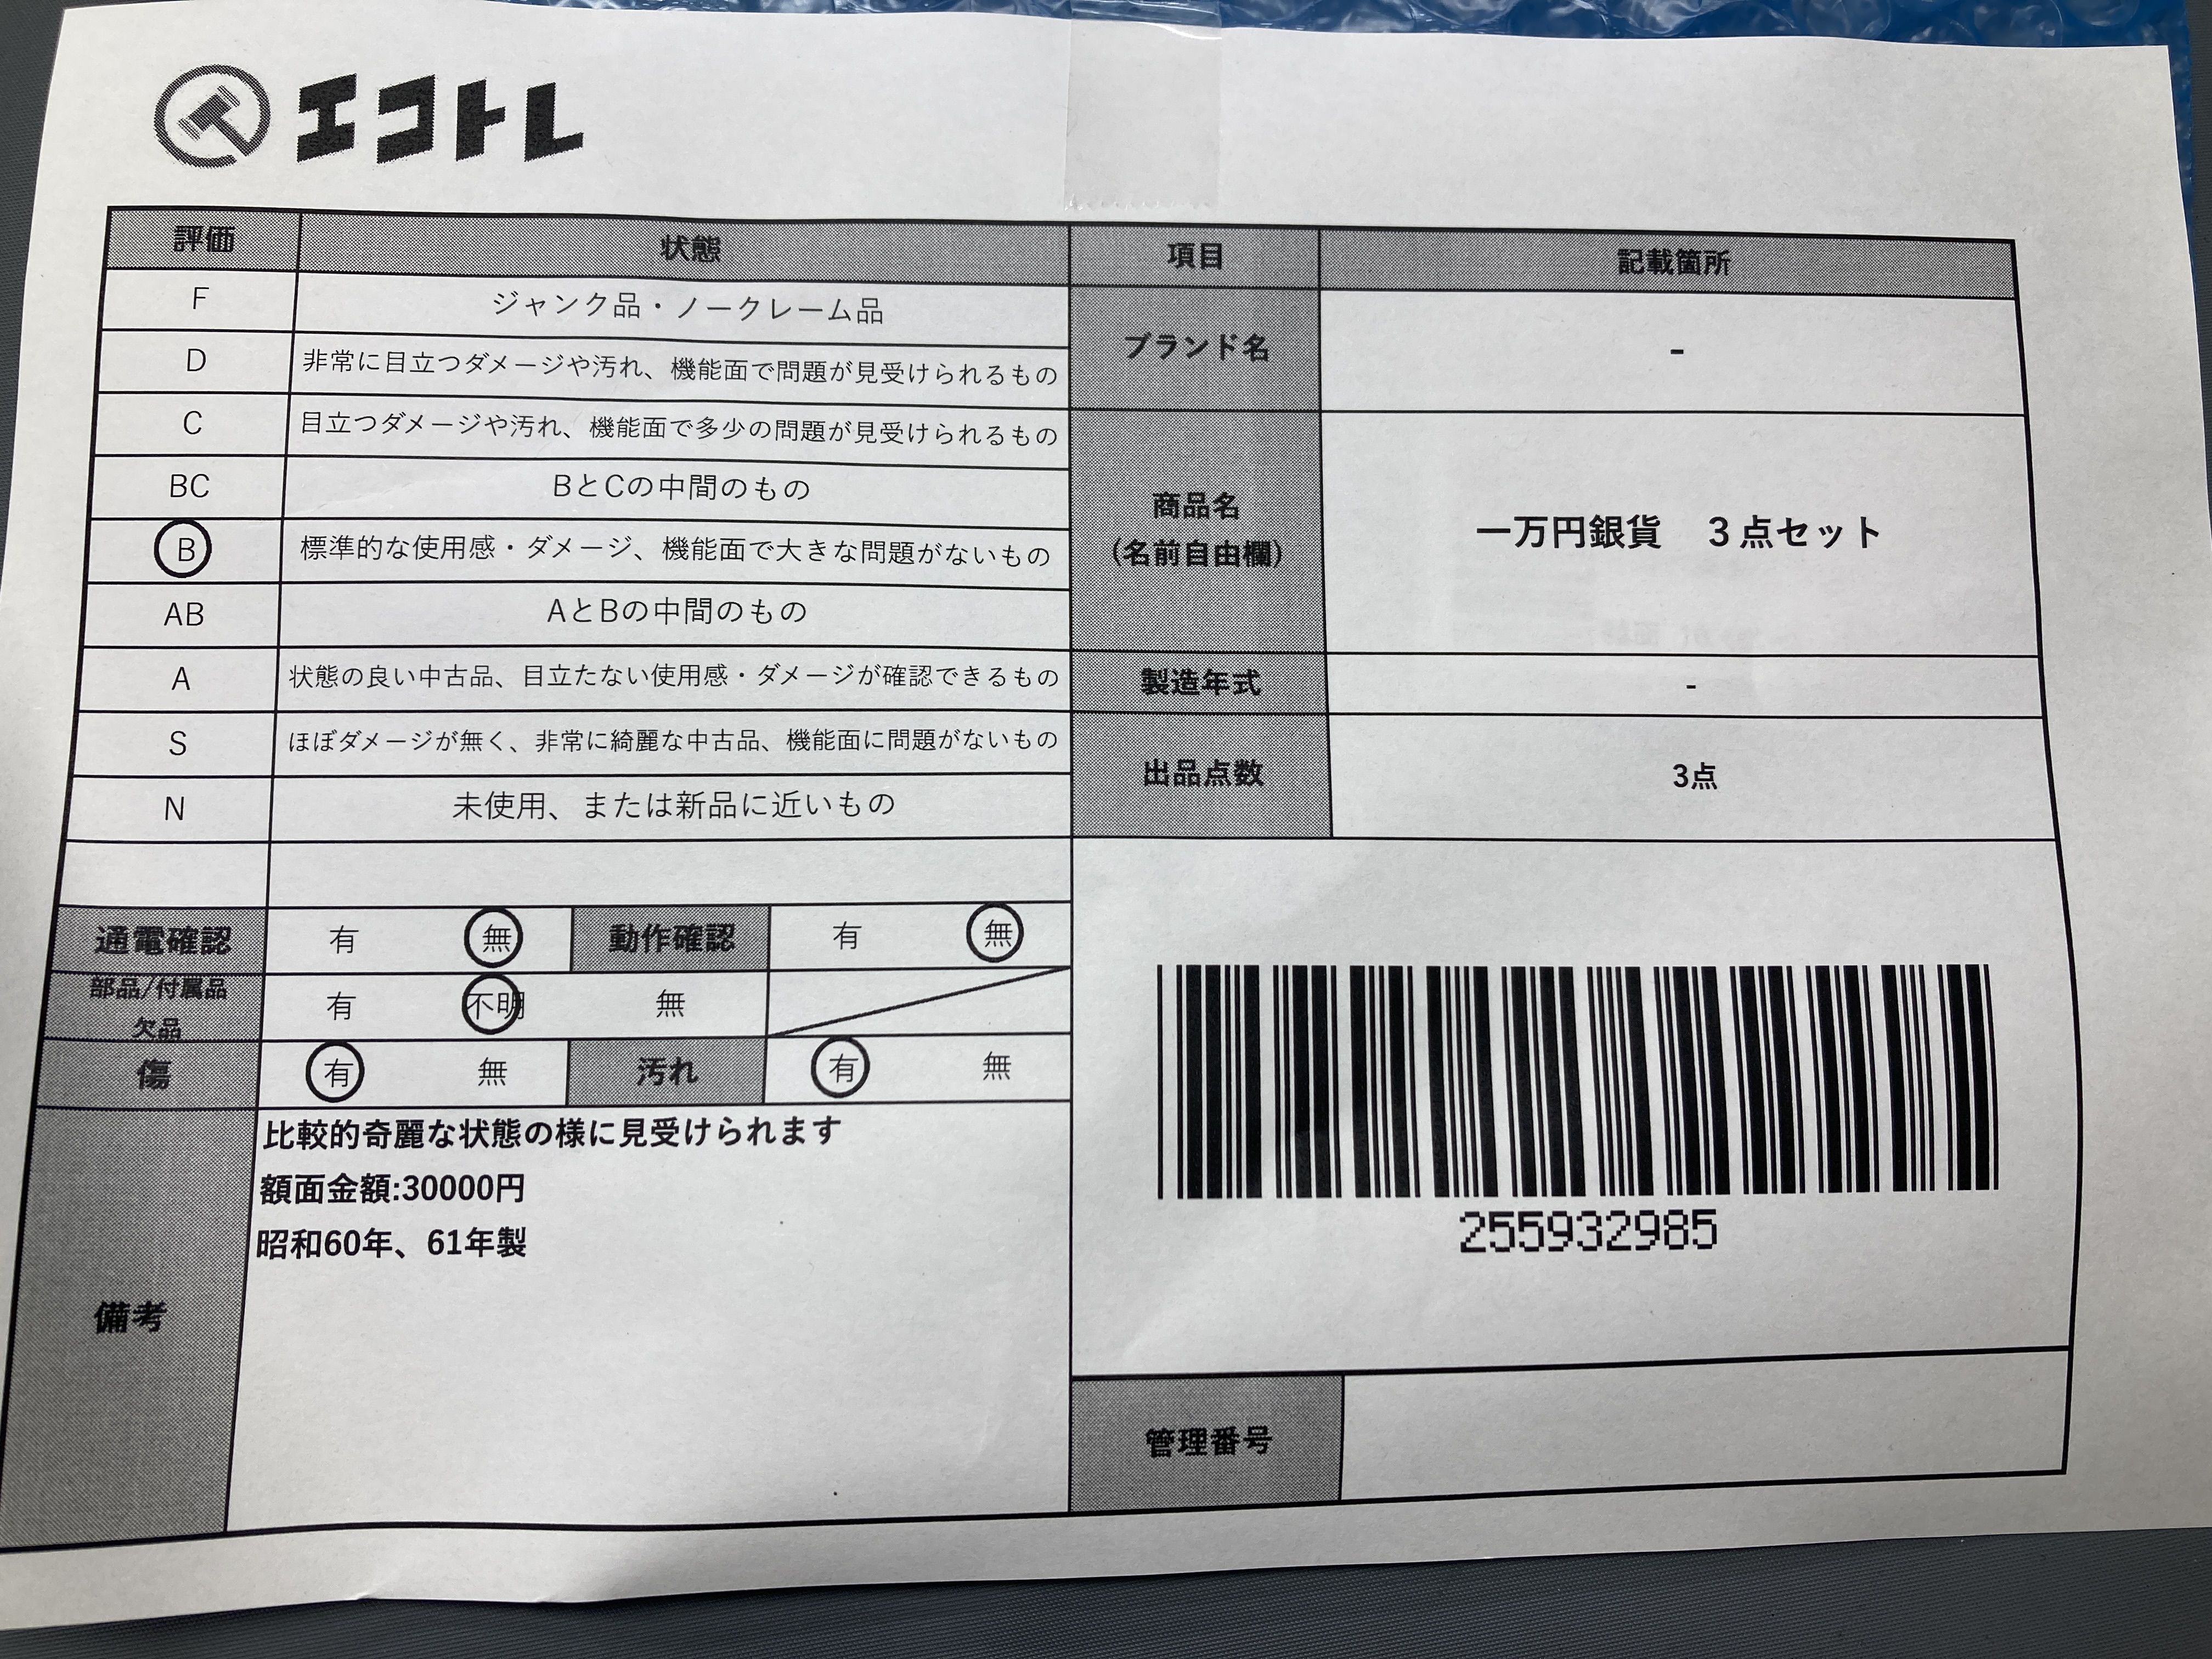 エコトレ
評価 状態 項目 記載箇所
F ジャンク品・ノークレーム品
D 非常に目立つダメージや汚れ、機能面で問題が見受けられるもの
ブランド名 -
C 目立つダメージや汚れ、機能面で多少の問題が見受けられるもの
BC BとCの中間のもの
B 標準的な使用感・ダメージ、機能面で大きな問題がないもの
商品名
(名前自由欄)
一万円銀貨　３点セット
AB AとBの中間のもの
A 状態の良い中古品、目立たない使用感・ダメージが確認できるもの
製造年式 -
S ほぼダメージが無く、非常に綺麗な中古品、機能面に問題がないもの
出品点数 3点
N 未使用、または新品に近いもの
通電確認 有 無 動作確認 有 無
部品/付属品
欠品
有 不明 無
傷 有 無 汚れ 有 無
備考
比較的奇麗な状態の様に見受けられます
額面金額:30000円
昭和60年、61年製
255932985
管理番号